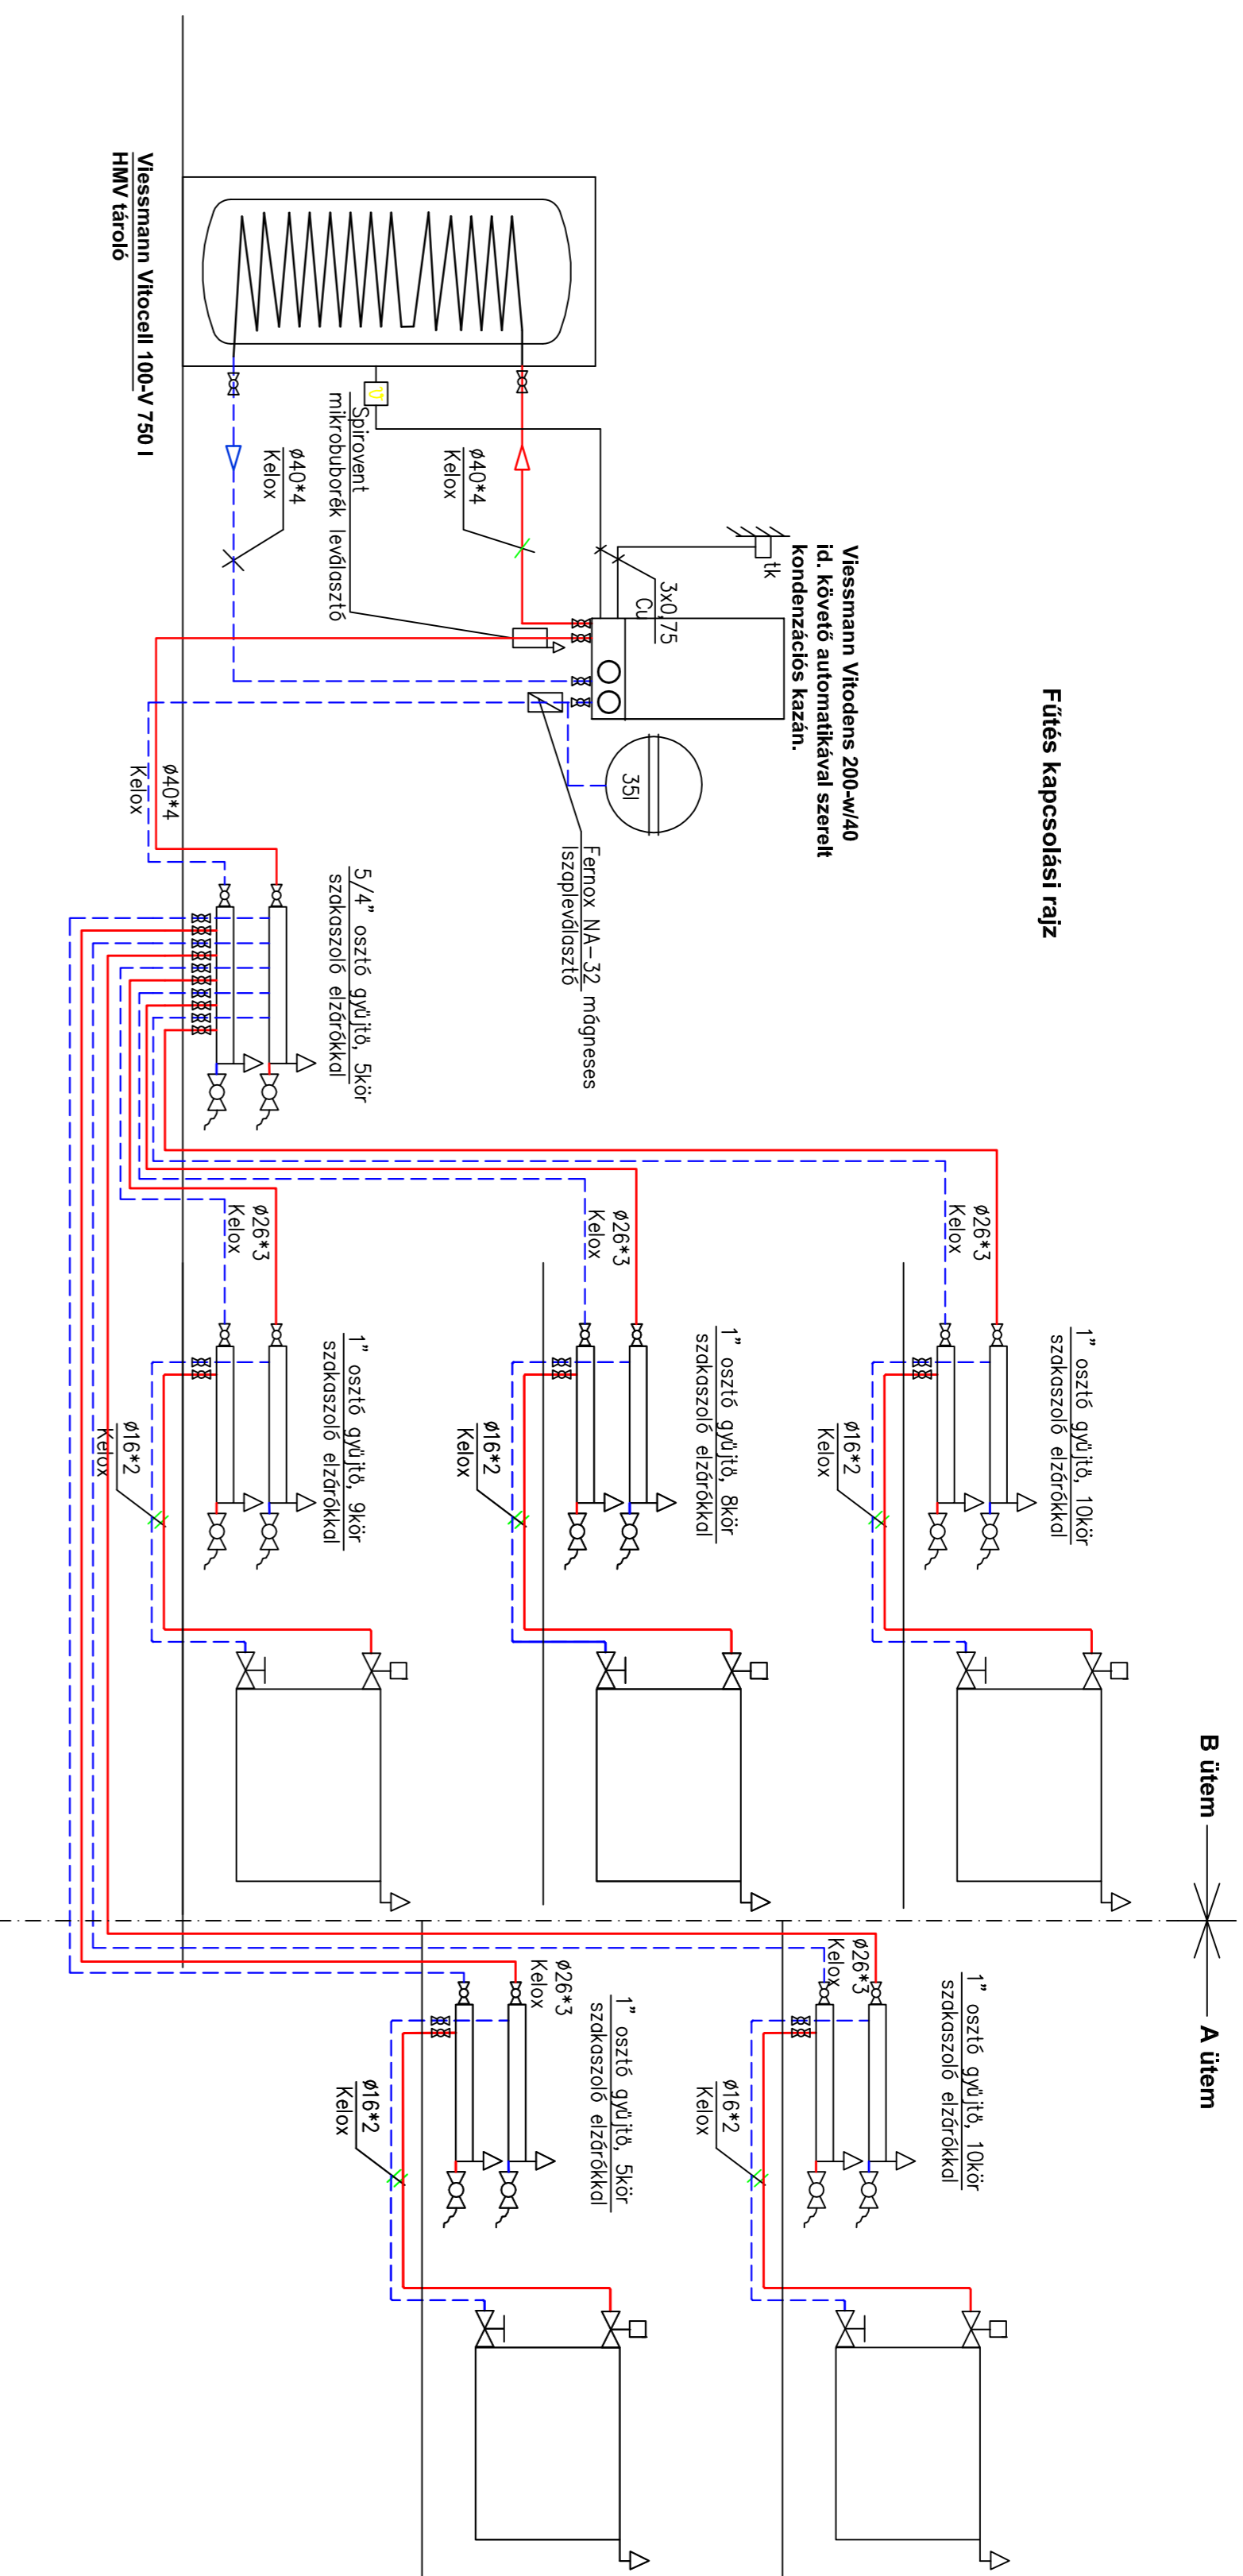 Fűtés kapcsolási rajz
B ütem
A ütem
Viessmann Vitodens 200-w/40
id. követő automatikával szerelt
kondenzációs kazán.
tk
3x0,75
Cu
35l
ø40*4
Kelox
Spirovent
mikrobuborék leválasztó
ø40*4
Kelox
Viessmann Vitocell 100-V 750 l
HMV tároló
Fernox NA-32 mágneses
Iszapleválasztó
ø40*4
Kelox
5/4" osztó gyűjtő, 5kör
szakaszoló elzárókkal
ø26*3
Kelox
1" osztó gyűjtő, 10kör
szakaszoló elzárókkal
ø16*2
Kelox
ø26*3
Kelox
1" osztó gyűjtő, 8kör
szakaszoló elzárókkal
ø16*2
Kelox
ø26*3
Kelox
1" osztó gyűjtő, 9kör
szakaszoló elzárókkal
ø16*2
Kelox
ø26*3
Kelox
1" osztó gyűjtő, 10kör
szakaszoló elzárókkal
ø16*2
Kelox
ø26*3
Kelox
1" osztó gyűjtő, 5kör
szakaszoló elzárókkal
ø16*2
Kelox